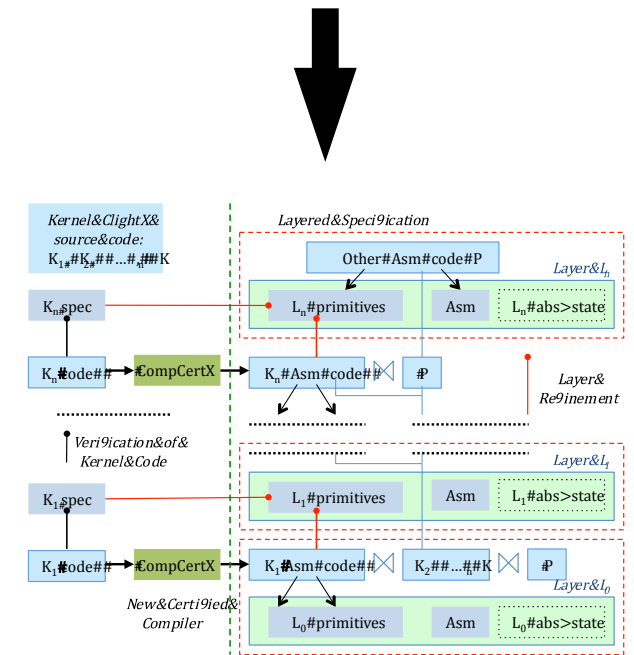 Kernel&ClightX&
source&code:
K1##K2##...##n##K
Layered&Speci9ication
Other#Asm#code#P
Layer&Ln
Kn#spec
Ln#primitives
Asm
Ln#abs>state
Kn#code##
#CompCertX
Kn#Asm#code##
#P
Layer&
Re9inement
Veri9ication&of&
Kernel&Code
Layer&L1
K1#spec
L1#primitives
Asm
L1#abs>state
K1#code##
#CompCertX
K1#Asm#code##
K2##...##nK
#P
New&Certi9ied&
Compiler
Layer&L0
L0#primitives
Asm
L0#abs>state